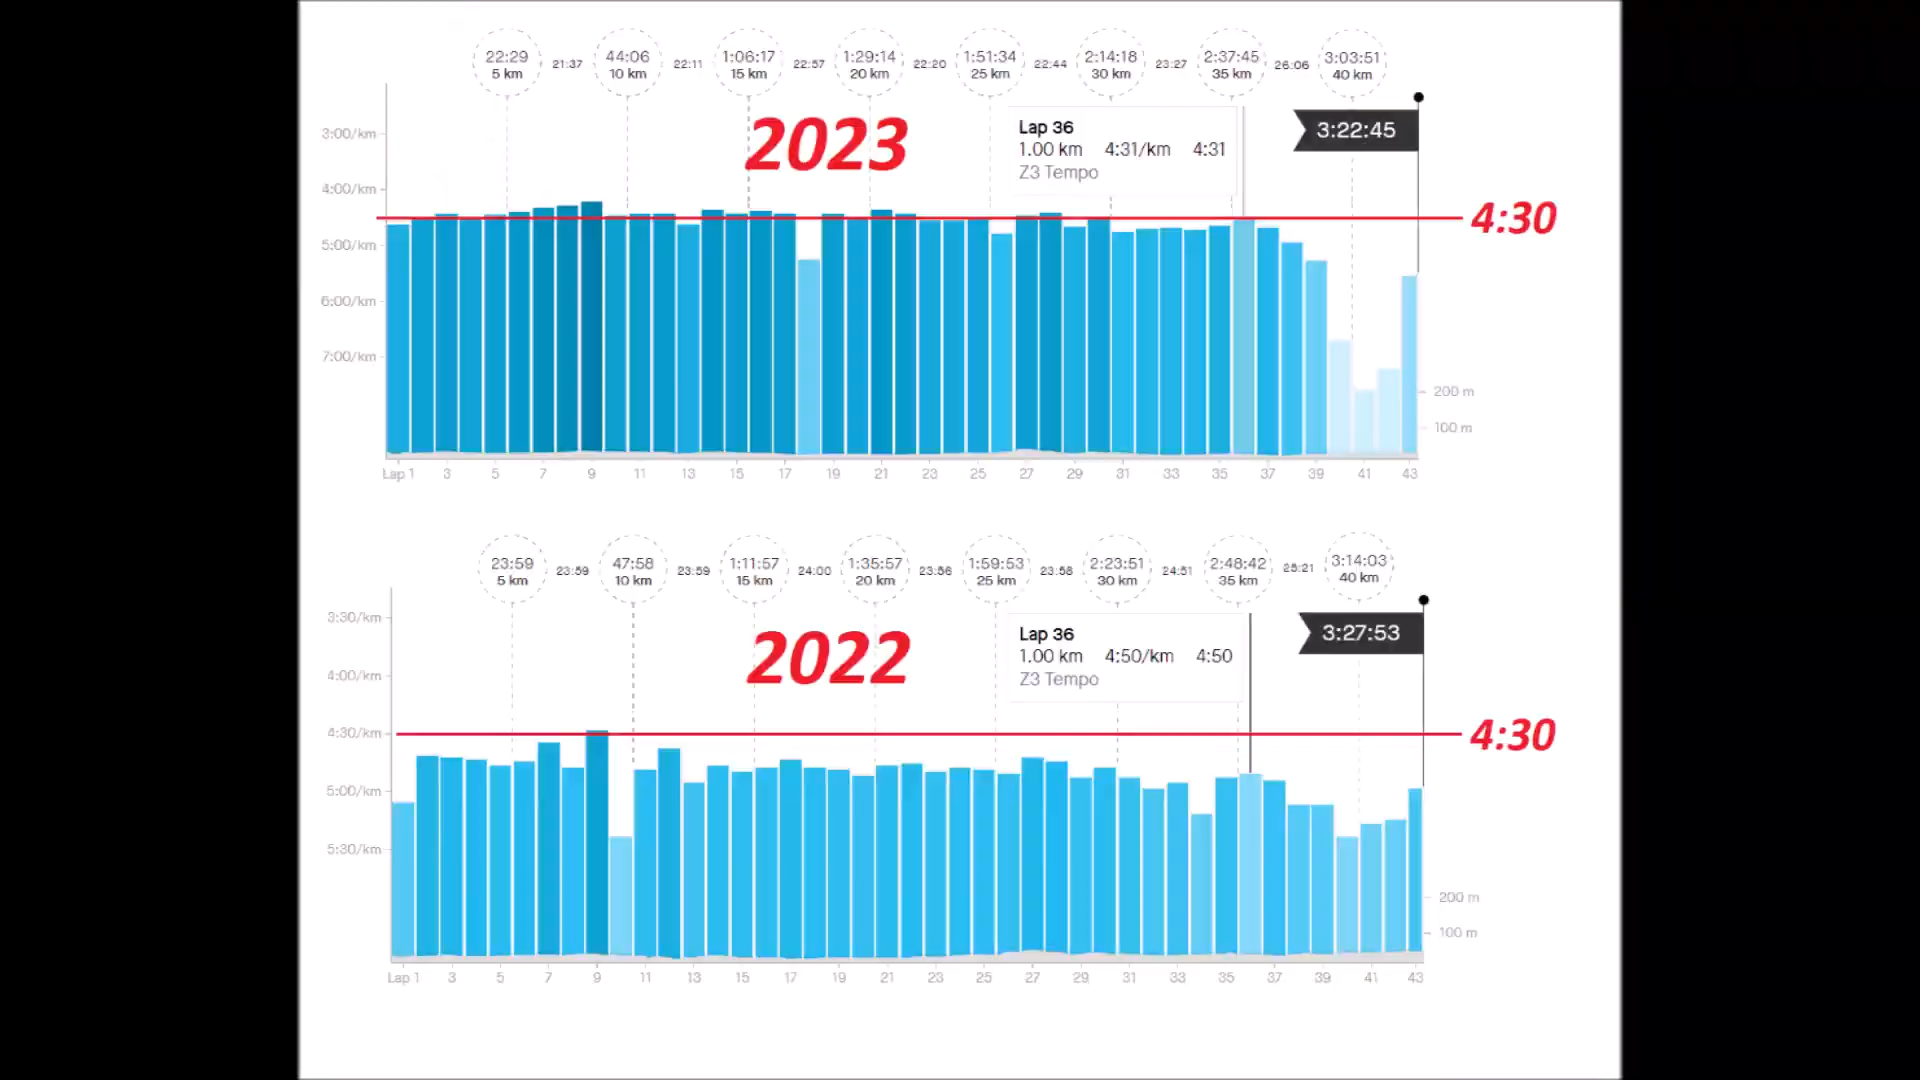 22:29 21:37 44:06 22:11 1:06:17 22:57 1:29:14 22:20 1:51:34 22:44 2:14:18 23:27 2:37:45 26:06 3:03:51
5 km 10 km 15 km 20 km 25 km 30 km 35 km 40 km
2023
Lap 36
1.00 km 4:31/km 4:31
Z3 Tempo
3:22:45
3:00/km
4:00/km
4:30
5:00/km
6:00/km
7:00/km
200 m
100 m
Lap 1 3 5 7 9 11 13 15 17 19 21 23 25 27 29 31 33 35 37 39 41 43
23:59 23:59 47:58 23:59 1:11:57 24:00 1:35:57 23:56 1:59:53 23:58 2:23:51 24:51 2:48:42 25:21 3:14:03
5 km 10 km 15 km 20 km 25 km 30 km 35 km 40 km
2022
Lap 36
1.00 km 4:50/km 4:50
Z3 Tempo
3:27:53
3:30/km
4:00/km
4:30/km
4:30
5:00/km
5:30/km
200 m
100 m
Lap 1 3 5 7 9 11 13 15 17 19 21 23 25 27 29 31 33 35 37 39 41 43